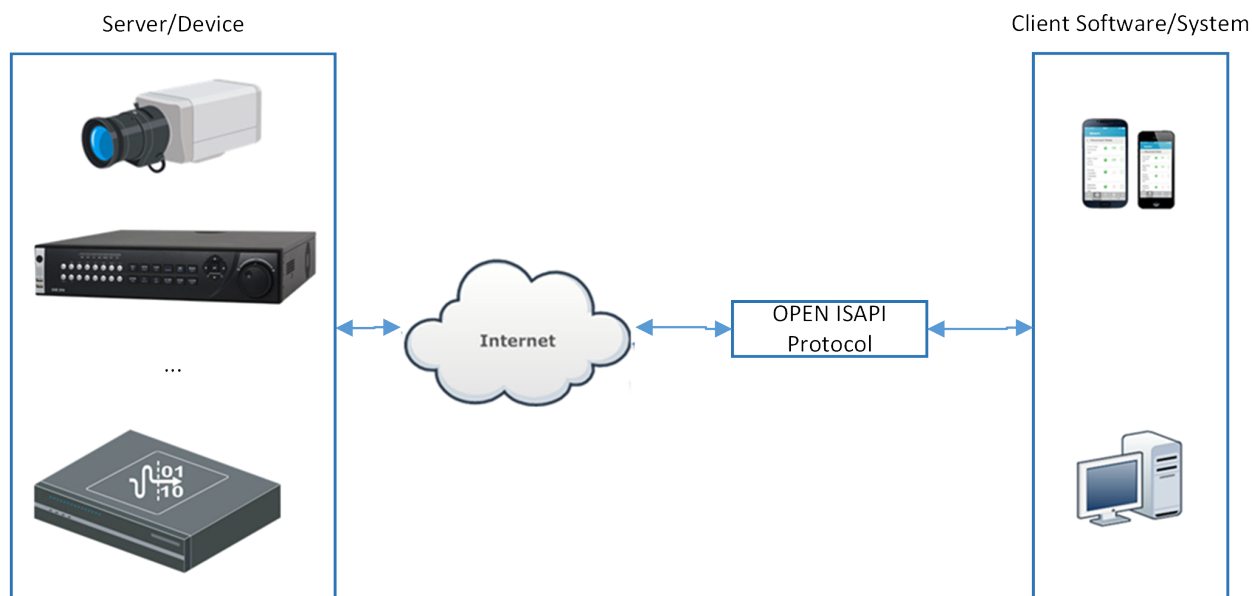 Server/Device
Client Software/System
Internet
OPEN ISAPI
Protocol
...
01
10